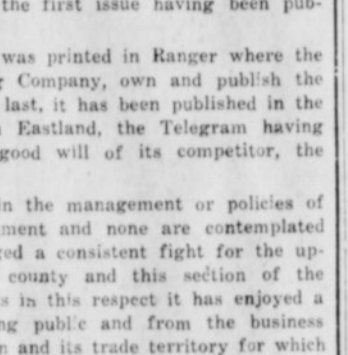 the first issue having been pub-
was printed in Ranger where the
Company, own and publish the
last, it has been published in the
Eastland, the Telegram having
good will of its competitor, the
in the management or policies of
ment and none are contemplated
ed a consistent fight for the up-
county and this section of the
s in this respect it has enjoyed a
ng public and from the business
n and its trade territory for which